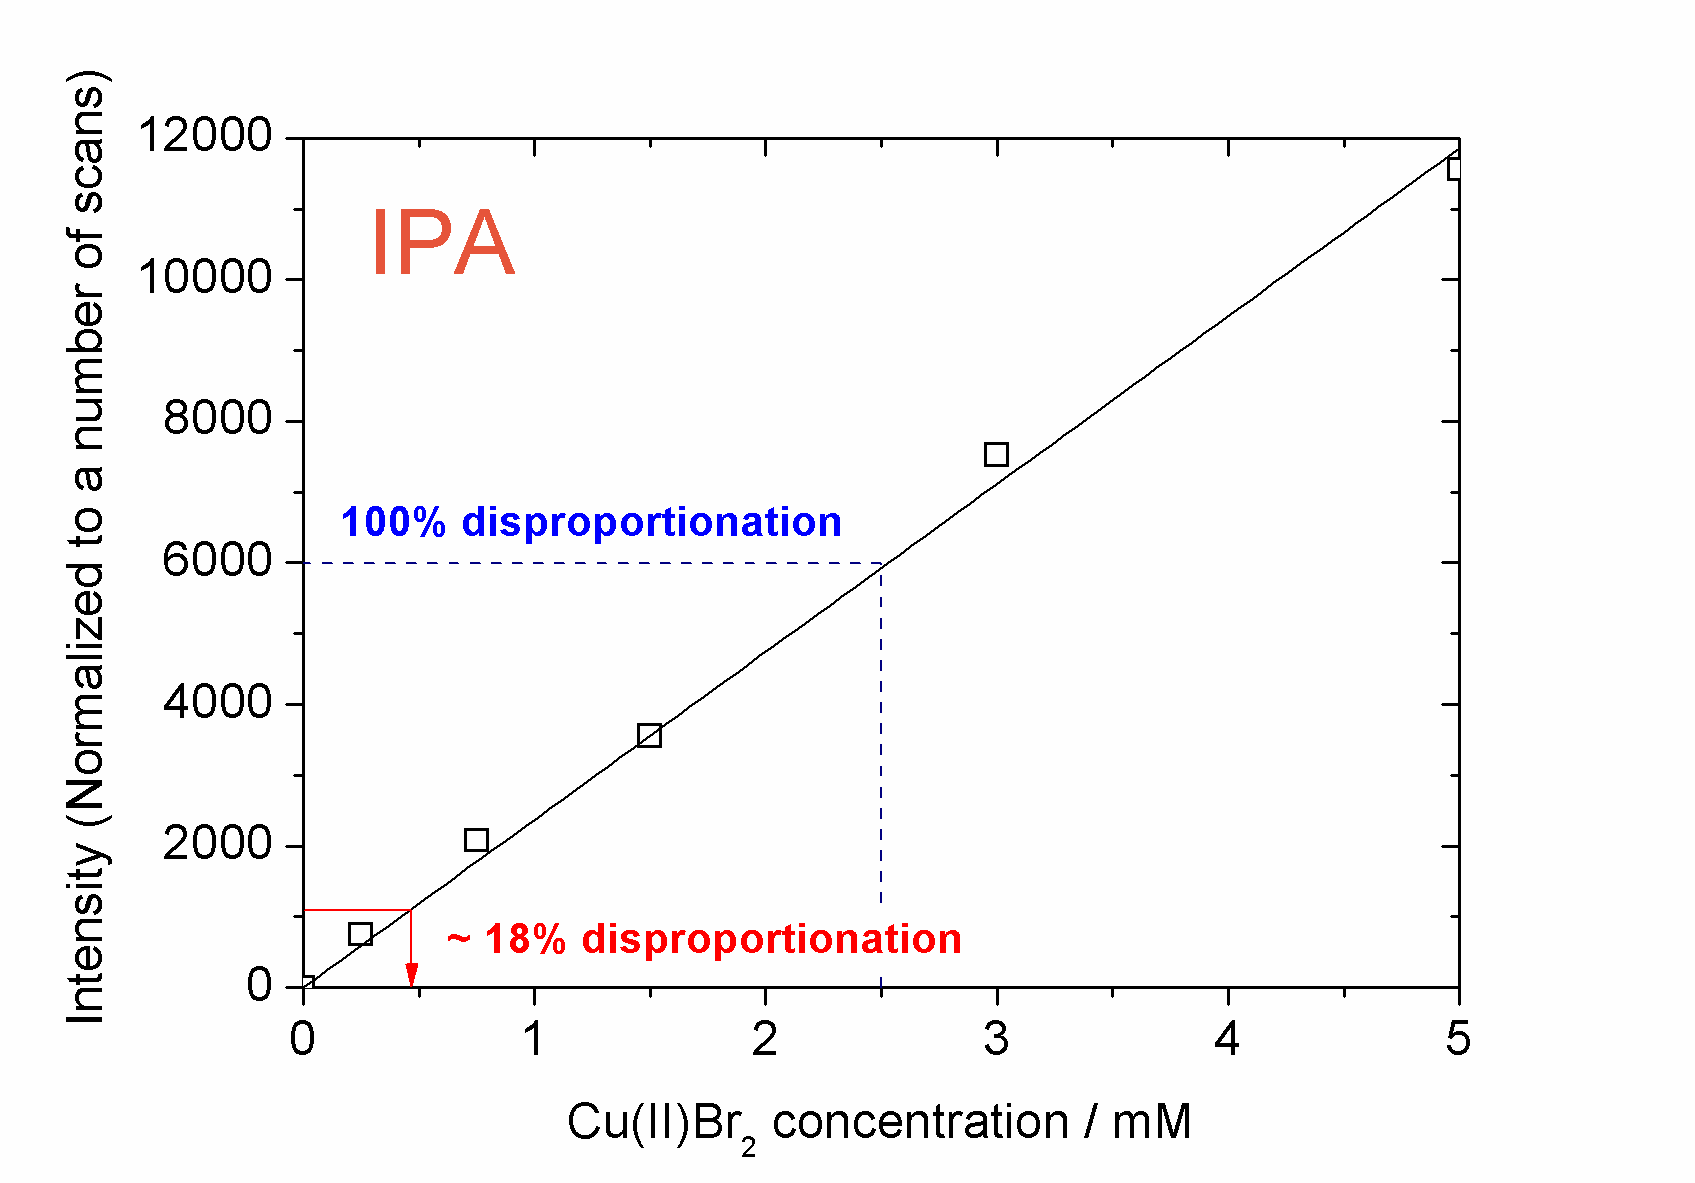 Intensity (Normalized to a number of scans)
12000
10000
8000
6000
4000
2000
0
IPA
100% disproportionation
~ 18% disproportionation
0 1 2 3 4 5
Cu(II)Br2 concentration / mM